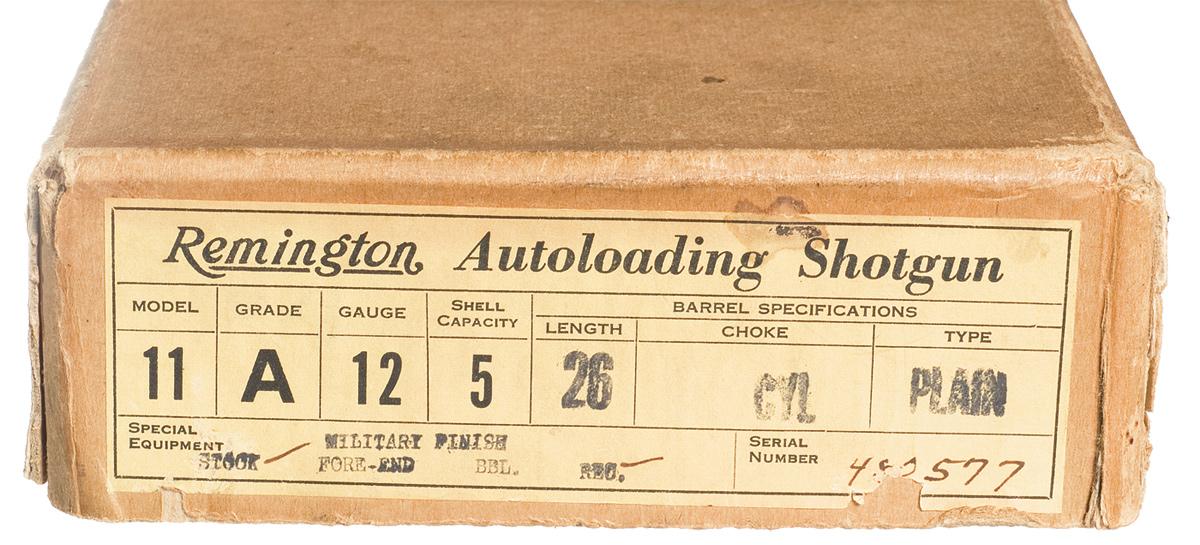 Remington Autoloading Shotgun
MODEL GRADE GAUGE SHELL CAPACITY BARREL SPECIFICATIONS
LENGTH CHOKE TYPE
11 A 12 5 26 CYL PLAIN
SPECIAL EQUIPMENT MILITARY FINISH
STOCK FORE-END BBL. REC.
SERIAL NUMBER